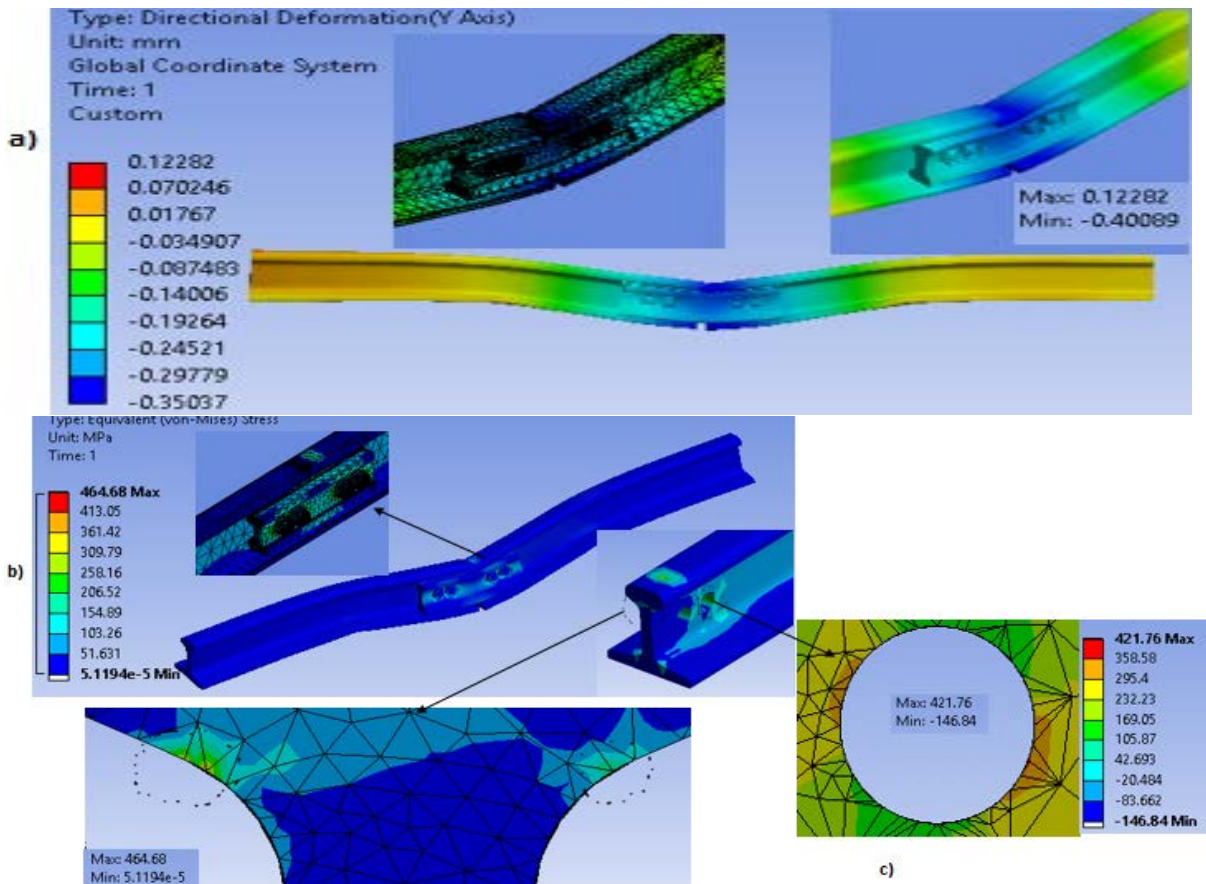 Type: Directional Deformation(Y Axis)
Unit: mm
Global Coordinate System
Time: 1
Custom
a)
0.12282
0.070246
0.01767
-0.034907
-0.087483
-0.14006
-0.19264
-0.24521
-0.29779
-0.35037
Max: 0.12282
Min: -0.40089
Type: Equivalent (von-Mises) Stress
Unit: MPa
Time: 1
b)
464.68 Max
413.05
361.42
309.79
258.16
206.52
154.89
103.26
51.631
5.1194e-5 Min
Max: 464.68
Min: 5.1194e-5
Max: 421.76
Min: -146.84
421.76 Max
358.58
295.4
232.23
169.05
105.87
42.693
-20.484
-83.662
-146.84 Min
c)